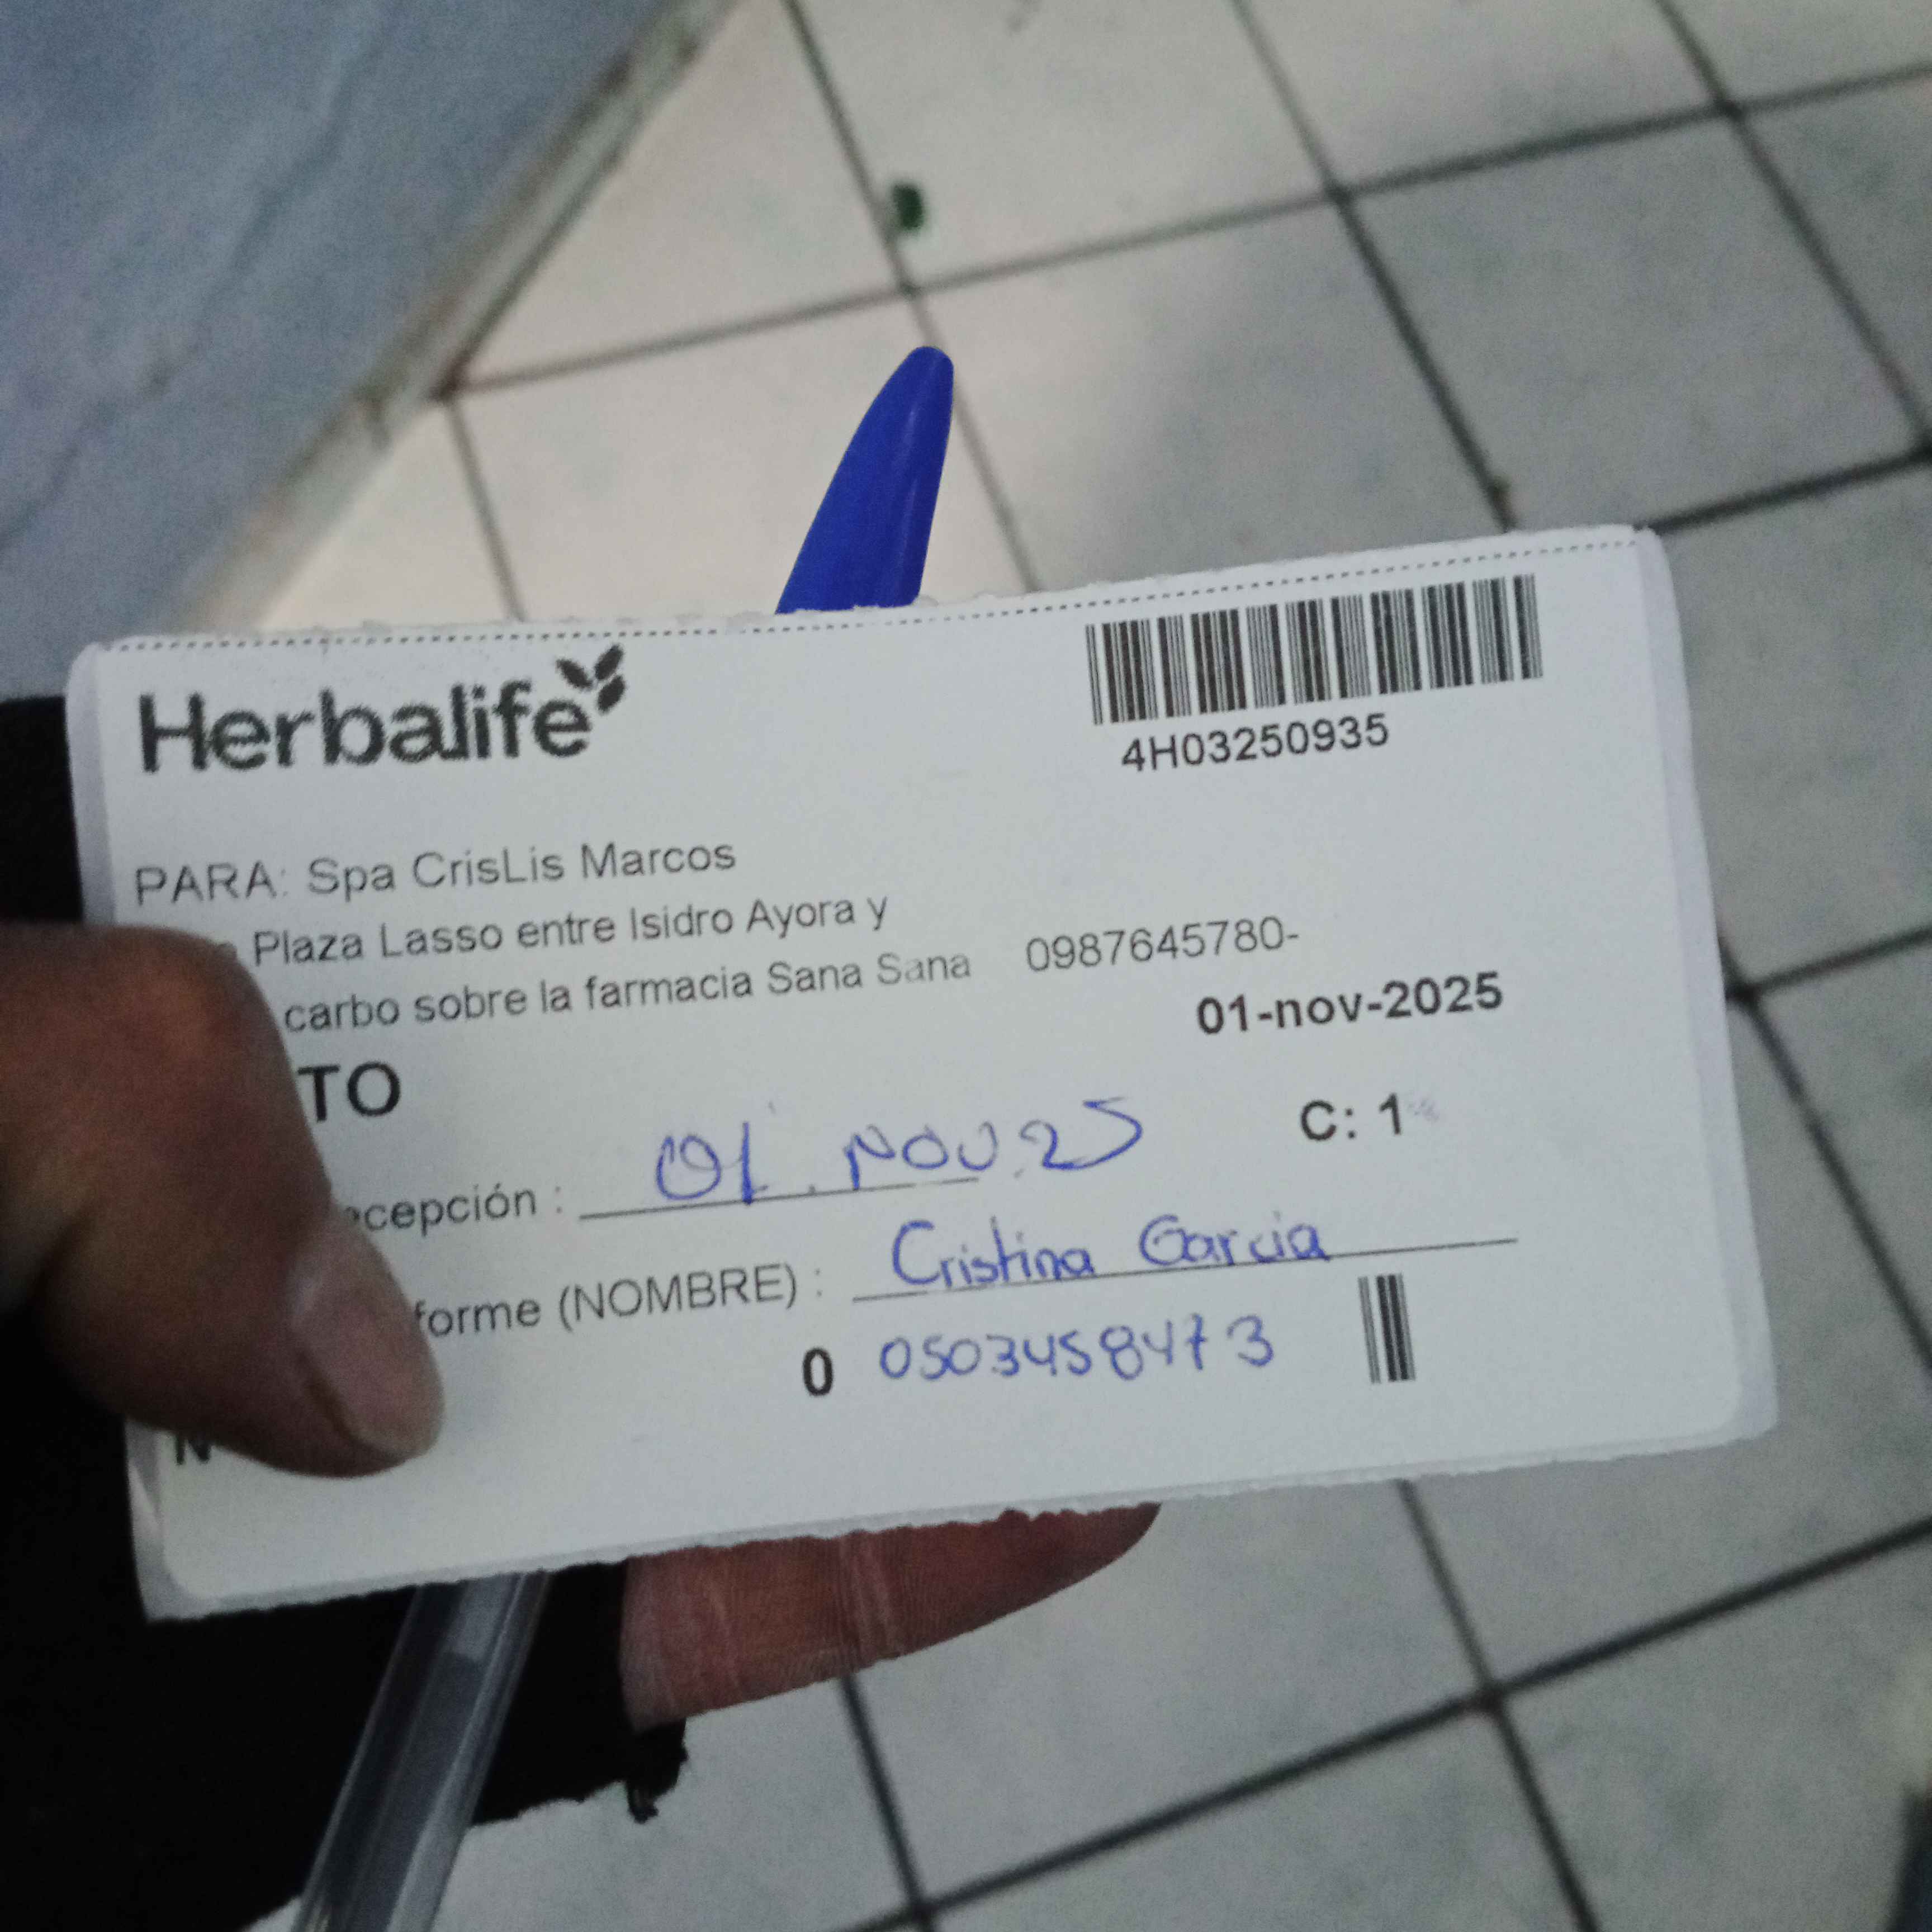 Herbalife
4H03250935
PARA: Spa CrisLis Marcos
Plaza Lasso entre Isidro Ayora y
carbo sobre la farmacia Sana Sana 0987645780-
01-nov-2025
TO
C: 1
ecepción : 01. NOV. 25
forme (NOMBRE) : Cristina Garcia
0 0503458473
N